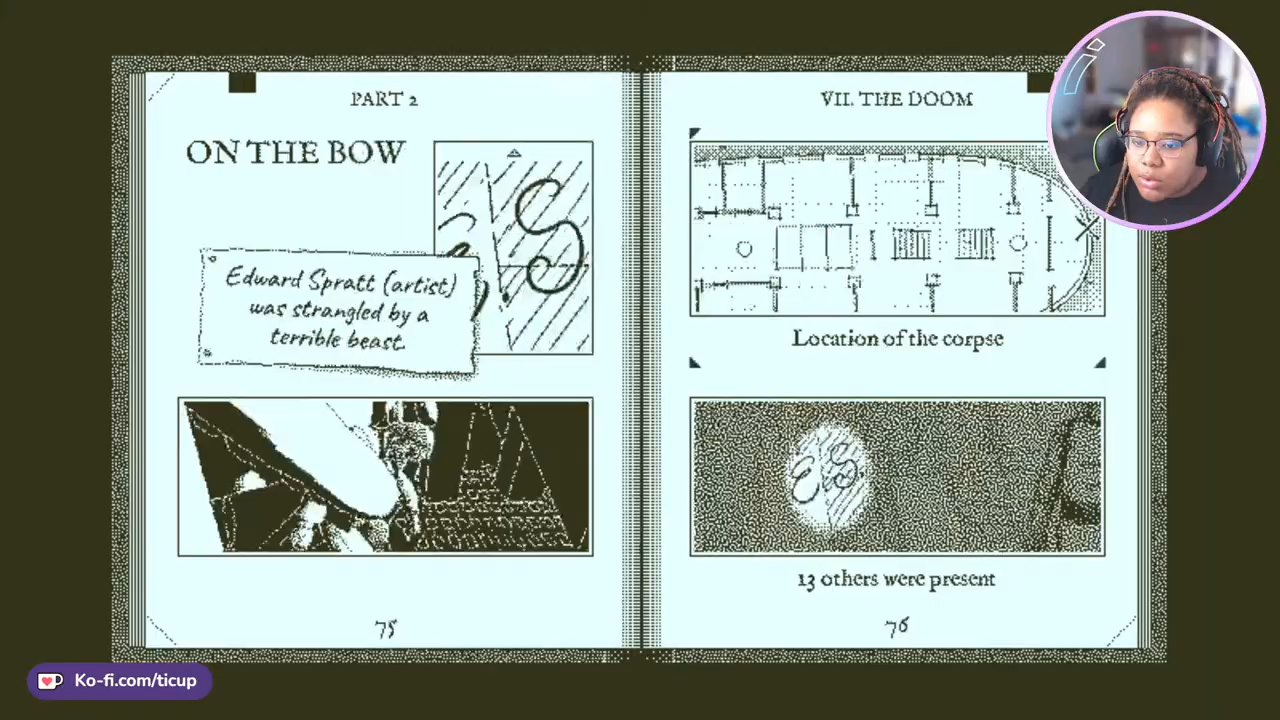 PART 2
ON THE BOW
S
Edward Spratt (artist)
was strangled by a
terrible beast.
75
VII. THE DOOM
Location of the corpse
E S
13 others were present
76
Ko-fi.com/ticup